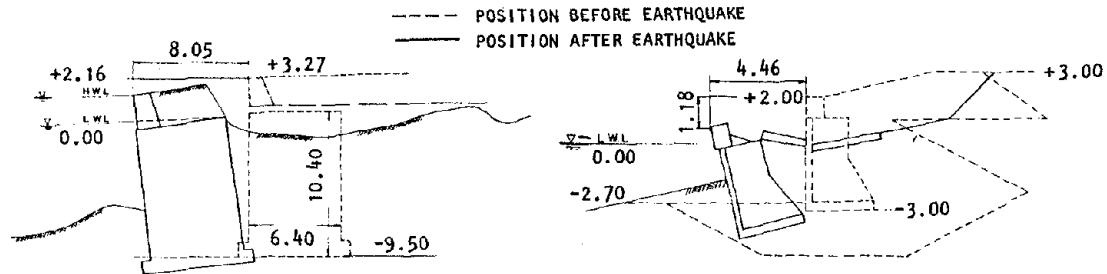 POSITION BEFORE EARTHQUAKE
POSITION AFTER EARTHQUAKE
8.05
+2.16
+3.27
HWL
LWL
0.00
10.40
6.40
-9.50
4.46
+3.00
1.18
+2.00
LWL
0.00
-2.70
-3.00